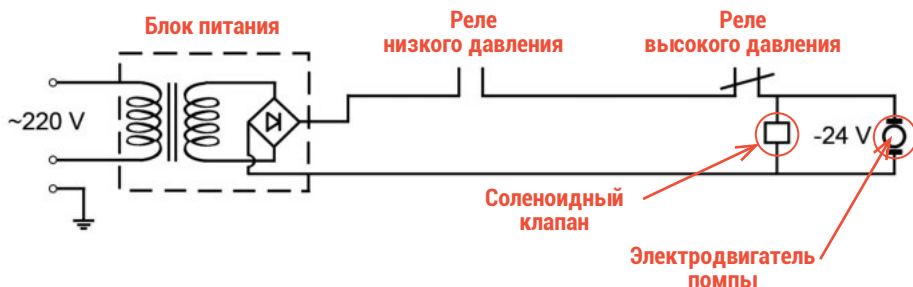 Блок питания
Реле
низкого давления
Реле
высокого давления
~220 V
-24 V
Соленоидный
клапан
Электродвигатель
помпы